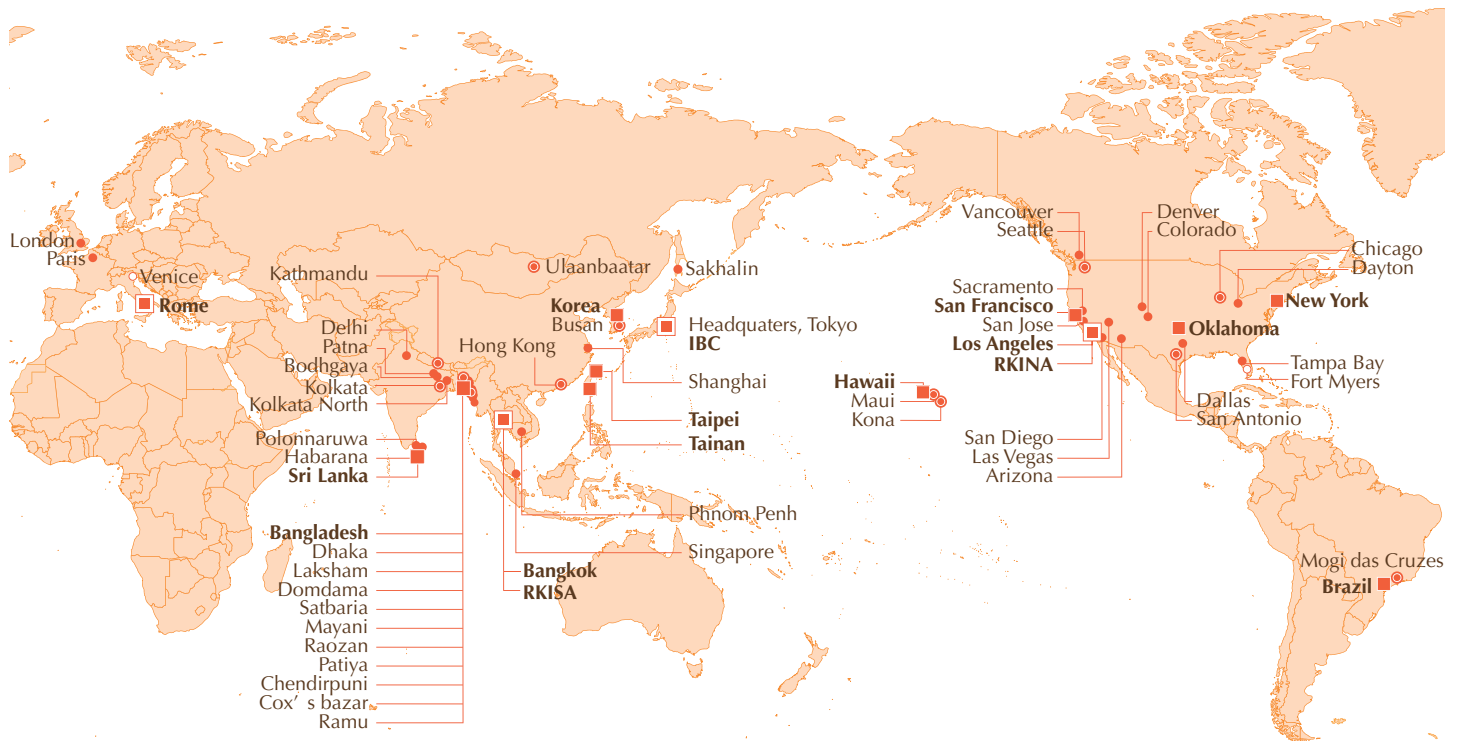 London
Paris
Venice
Rome
Kathmandu
Delhi
Patna
Bodhgaya
Kolkata
Kolkata North
Polonnaruwa
Habarana
Sri Lanka
Bangladesh
Dhaka
Laksham
Domdama
Satbaria
Mayani
Raozan
Patiya
Chendirpuni
Cox’ s bazar
Ramu
Ulaanbaatar
Sakhalin
Korea
Busan
Headquaters, Tokyo
IBC
Hong Kong
Shanghai
Taipei
Tainan
Phnom Penh
Singapore
Bangkok
RKISA
Hawaii
Maui
Kona
Vancouver
Seattle
Sacramento
San Francisco
San Jose
Los Angeles
RKINA
San Diego
Las Vegas
Arizona
Denver
Colorado
Chicago
Dayton
New York
Oklahoma
Tampa Bay
Fort Myers
Dallas
San Antonio
Mogi das Cruzes
Brazil